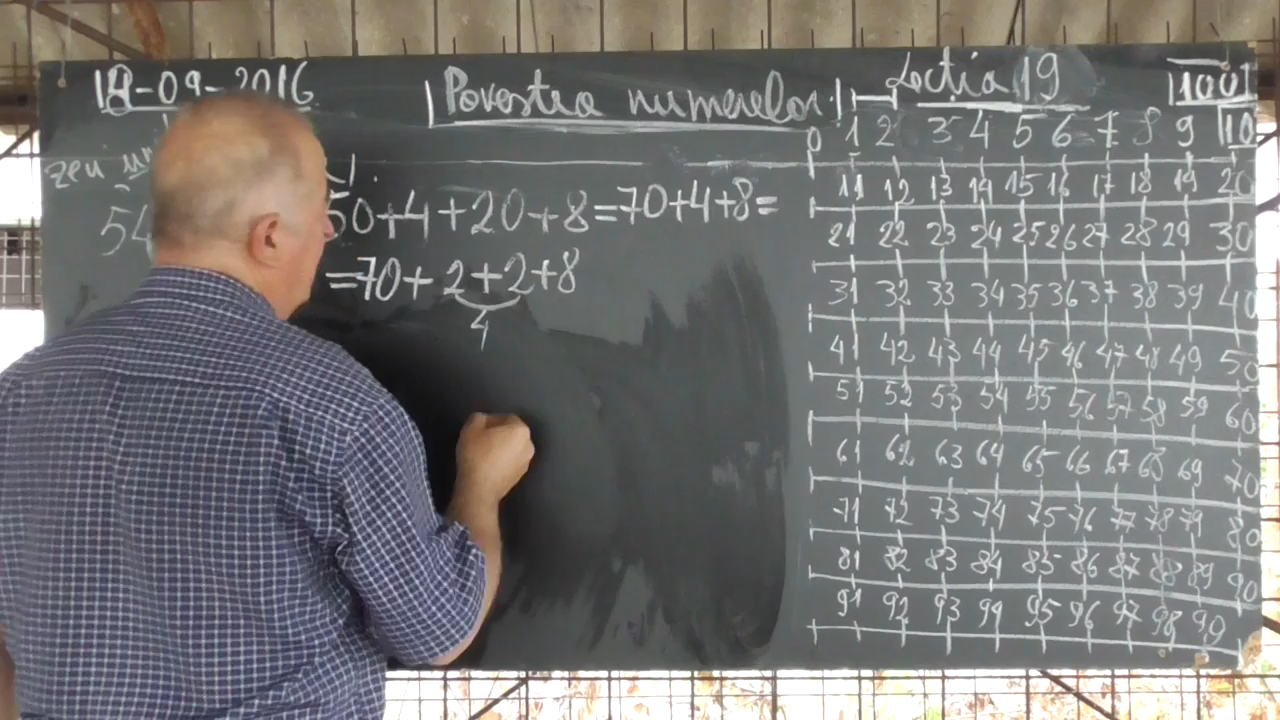 -09-2016
Povestea numerelor!
Lecția 19
100
0 1 2 3 4 5 6 7 8 9 10
zeci
11 12 13 14 15 16 17 18 19 20
54
50+4+20+8=70+4+8=
21 22 23 24 25 26 27 28 29 30
=70+2+2+8
4
31 32 33 34 35 36 37 38 39 40
41 42 43 44 45 46 47 48 49 50
51 52 53 54 55 56 57 58 59 60
61 62 63 64 65 66 67 68 69 70
71 72 73 74 75 76 77 78 79 80
81 82 83 84 85 86 87 88 89 90
91 92 93 94 95 96 97 98 99